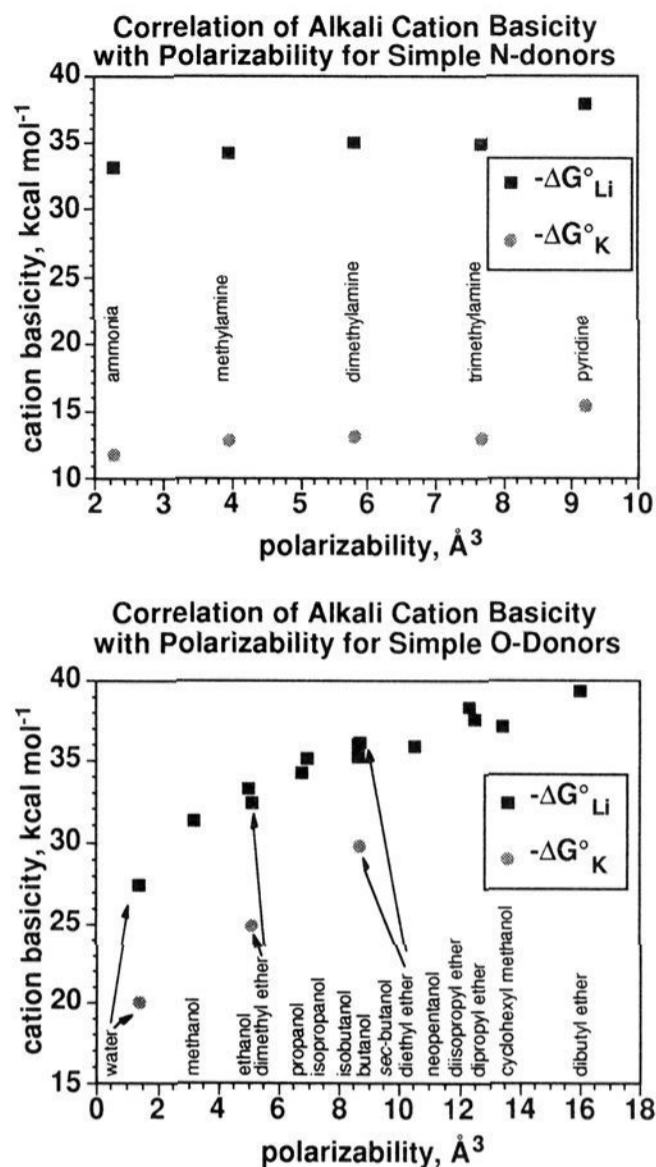 Correlation of Alkali Cation Basicity
with Polarizability for Simple N-donors
40
35
30
25
20
15
10
cation basicity, kcal mol⁻¹
-ΔG°Li
-ΔG°K
ammonia
methylamine
dimethylamine
trimethylamine
pyridine
2 3 4 5 6 7 8 9 10
polarizability, Å³
Correlation of Alkali Cation Basicity
with Polarizability for Simple O-Donors
40
35
30
25
20
15
cation basicity, kcal mol⁻¹
-ΔG°Li
-ΔG°K
water
methanol
ethanol
dimethyl ether
propanol
isopropanol
isobutanol
butanol
sec-butanol
diethyl ether
neopentanol
diisopropyl ether
dipropyl ether
cyclohexyl methanol
dibutyl ether
0 2 4 6 8 10 12 14 16 18
polarizability, Å³